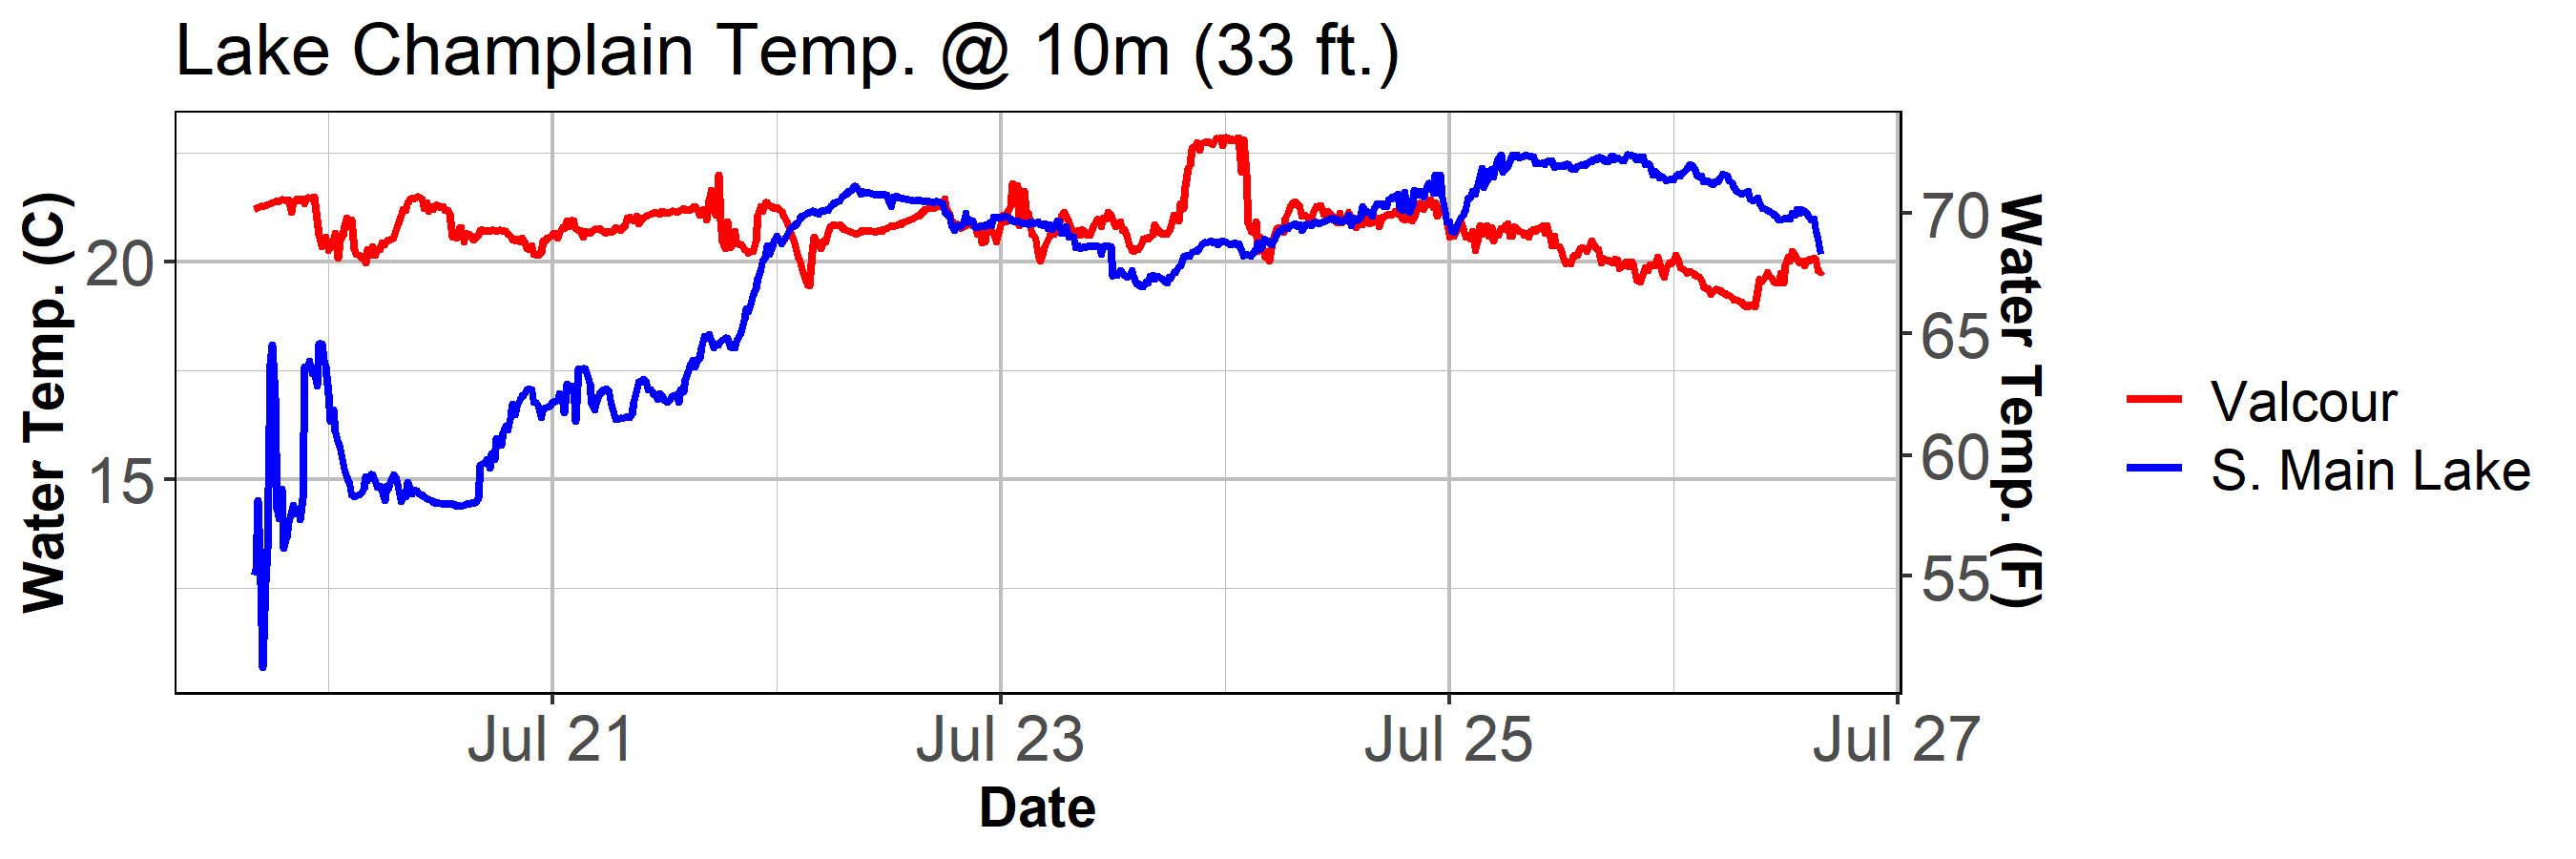 Lake Champlain Temp. @ 10m (33 ft.)
Water Temp. (C)
20
15
70
65
60
55
Water Temp. (F)
Jul 21
Jul 23
Jul 25
Jul 27
Date
Valcour
S. Main Lake